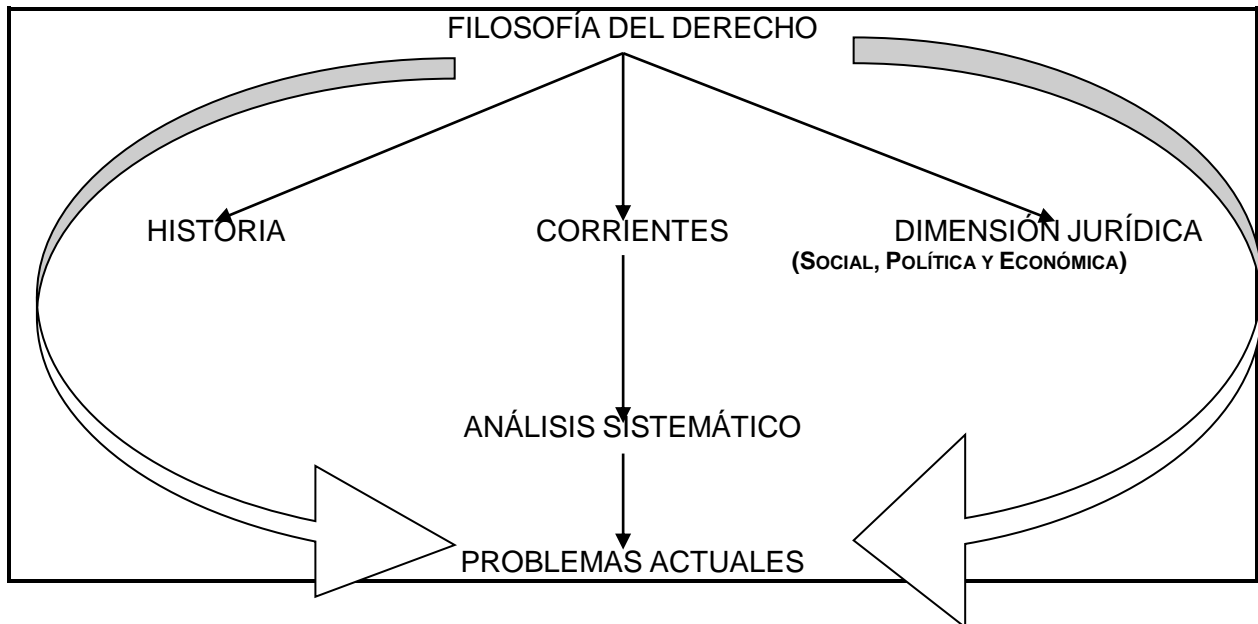 FILOSOFÍA DEL DERECHO
HISTORIA
CORRIENTES
DIMENSIÓN JURÍDICA
(SOCIAL, POLÍTICA Y ECONÓMICA)
ANÁLISIS SISTEMÁTICO
PROBLEMAS ACTUALES